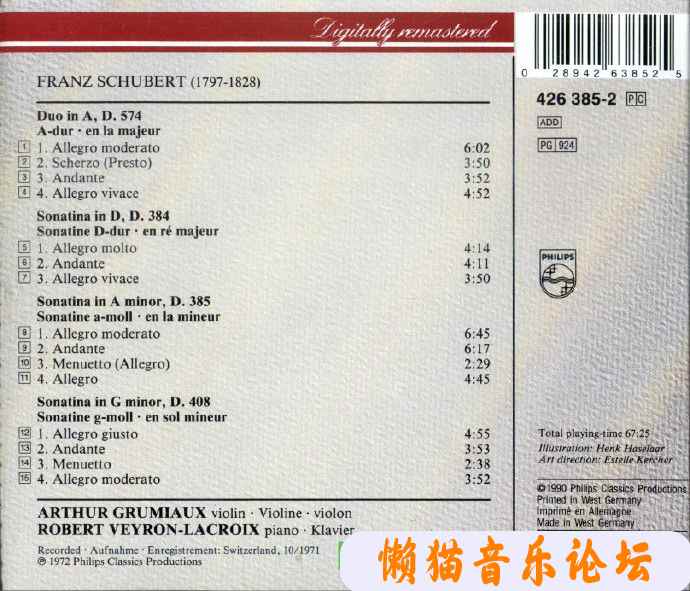 Digitally remastered
FRANZ SCHUBERT (1797-1828)
Duo in A, D. 574
A-dur · en la majeur
1 1. Allegro moderato 6:02
2 2. Scherzo (Presto) 3:50
3 3. Andante 3:52
4 4. Allegro vivace 4:52
Sonatina in D, D. 384
Sonatine D-dur · en ré majeur
5 1. Allegro molto 4:14
6 2. Andante 4:11
7 3. Allegro vivace 3:50
Sonatina in A minor, D. 385
Sonatine a-moll · en la mineur
8 1. Allegro moderato 6:45
9 2. Andante 6:17
10 3. Menuetto (Allegro) 2:29
11 4. Allegro 4:45
Sonatina in G minor, D. 408
Sonatine g-moll · en sol mineur
12 1. Allegro giusto 4:55
13 2. Andante 3:53
14 3. Menuetto 2:38
15 4. Allegro moderato 3:52
ARTHUR GRUMIAUX violin · Violine · violon
ROBERT VEYRON-LACROIX piano · Klavier
Recorded · Aufnahme · Enregistrement: Switzerland, 10/1971
℗ 1972 Philips Classics Productions
0 28942 63852 5
426 385-2 PC
ADD
PG 924
PHILIPS
Total playing-time 67:25
Illustration: Henk Haselaar
Art direction: Estelle Kercher
©1990 Philips Classics Productions
Printed in West Germany
Imprimé en Allemagne
Made in West Germany
懒猫音乐论坛